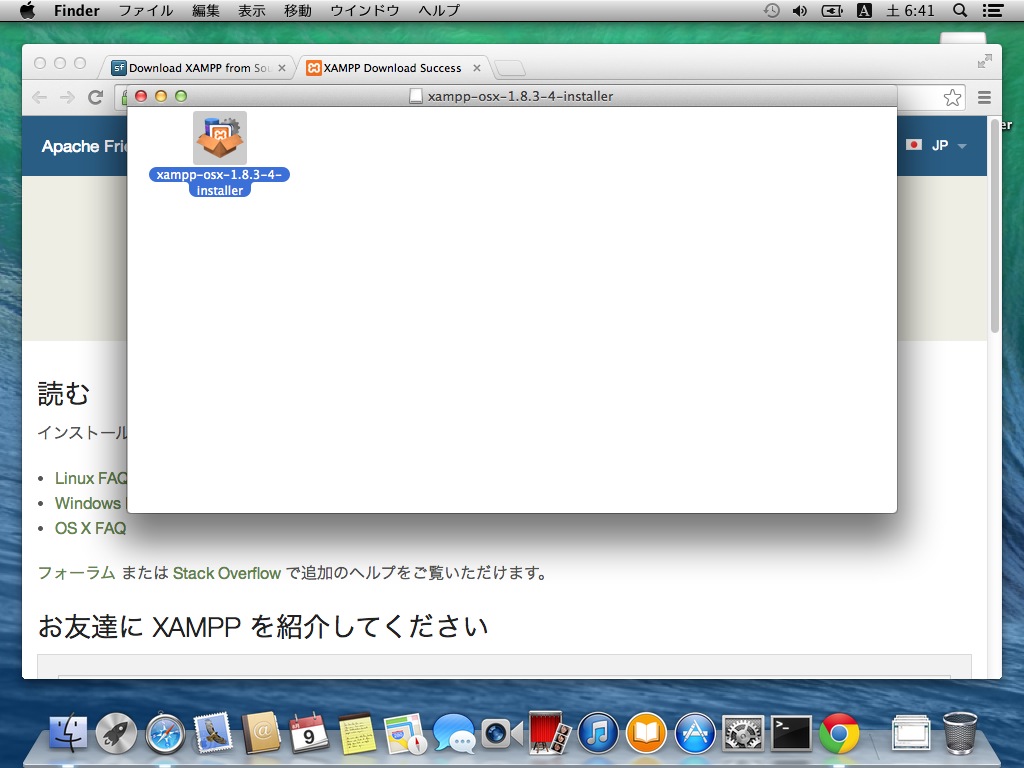 Finder ファイル 編集 表示 移動 ウインドウ ヘルプ A 土 6:41
sf Download XAMPP from So XAMPP Download Success
xampp-osx-1.8.3-4-installer
er
Apache Frie JP
xampp-osx-1.8.3-4-
installer
読む
インストール
Linux FAQ
Windows
OS X FAQ
フォーラム または Stack Overflow で追加のヘルプをご覧いただけます。
お友達に XAMPP を紹介してください
9